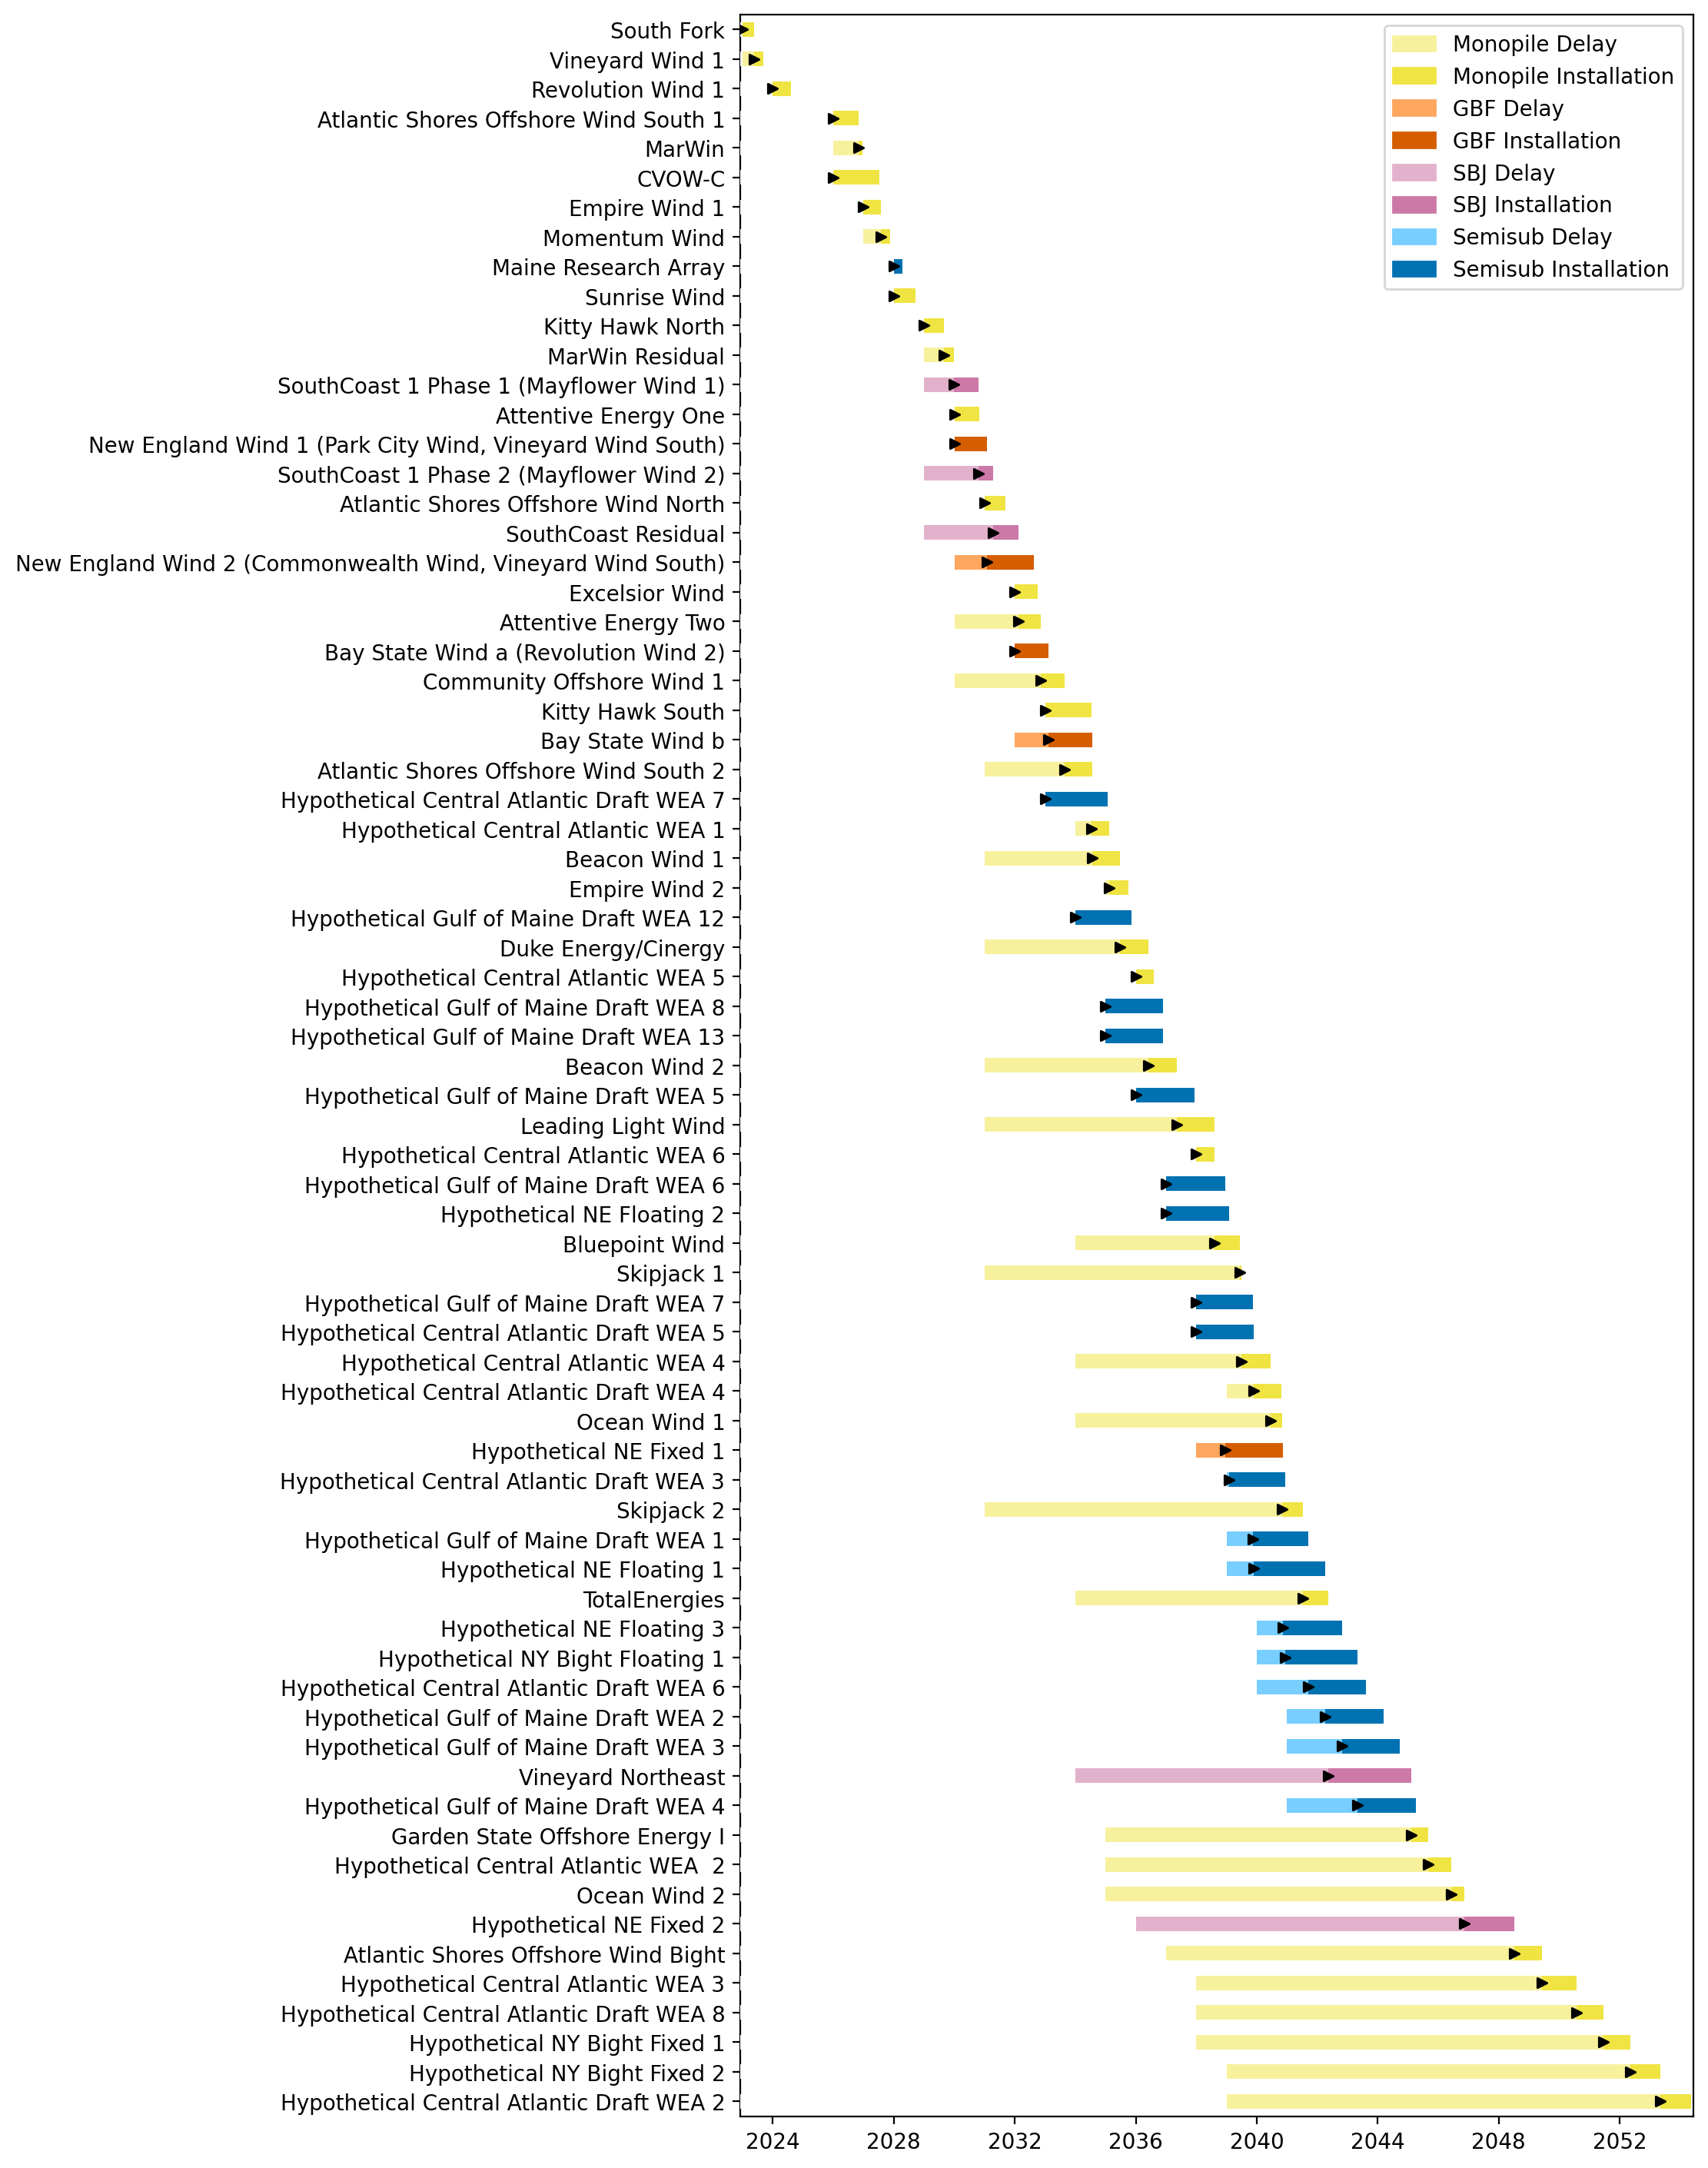 South Fork
Vineyard Wind 1
Revolution Wind 1
Atlantic Shores Offshore Wind South 1
MarWin
CVOW-C
Empire Wind 1
Momentum Wind
Maine Research Array
Sunrise Wind
Kitty Hawk North
MarWin Residual
SouthCoast 1 Phase 1 (Mayflower Wind 1)
Attentive Energy One
New England Wind 1 (Park City Wind, Vineyard Wind South)
SouthCoast 1 Phase 2 (Mayflower Wind 2)
Atlantic Shores Offshore Wind North
SouthCoast Residual
New England Wind 2 (Commonwealth Wind, Vineyard Wind South)
Excelsior Wind
Attentive Energy Two
Bay State Wind a (Revolution Wind 2)
Community Offshore Wind 1
Kitty Hawk South
Bay State Wind b
Atlantic Shores Offshore Wind South 2
Hypothetical Central Atlantic Draft WEA 7
Hypothetical Central Atlantic WEA 1
Beacon Wind 1
Empire Wind 2
Hypothetical Gulf of Maine Draft WEA 12
Duke Energy/Cinergy
Hypothetical Central Atlantic WEA 5
Hypothetical Gulf of Maine Draft WEA 8
Hypothetical Gulf of Maine Draft WEA 13
Beacon Wind 2
Hypothetical Gulf of Maine Draft WEA 5
Leading Light Wind
Hypothetical Central Atlantic WEA 6
Hypothetical Gulf of Maine Draft WEA 6
Hypothetical NE Floating 2
Bluepoint Wind
Skipjack 1
Hypothetical Gulf of Maine Draft WEA 7
Hypothetical Central Atlantic Draft WEA 5
Hypothetical Central Atlantic WEA 4
Hypothetical Central Atlantic Draft WEA 4
Ocean Wind 1
Hypothetical NE Fixed 1
Hypothetical Central Atlantic Draft WEA 3
Skipjack 2
Hypothetical Gulf of Maine Draft WEA 1
Hypothetical NE Floating 1
TotalEnergies
Hypothetical NE Floating 3
Hypothetical NY Bight Floating 1
Hypothetical Central Atlantic Draft WEA 6
Hypothetical Gulf of Maine Draft WEA 2
Hypothetical Gulf of Maine Draft WEA 3
Vineyard Northeast
Hypothetical Gulf of Maine Draft WEA 4
Garden State Offshore Energy I
Hypothetical Central Atlantic WEA  2
Ocean Wind 2
Hypothetical NE Fixed 2
Atlantic Shores Offshore Wind Bight
Hypothetical Central Atlantic WEA 3
Hypothetical Central Atlantic Draft WEA 8
Hypothetical NY Bight Fixed 1
Hypothetical NY Bight Fixed 2
Hypothetical Central Atlantic Draft WEA 2
Monopile Delay
Monopile Installation
GBF Delay
GBF Installation
SBJ Delay
SBJ Installation
Semisub Delay
Semisub Installation
2024 2028 2032 2036 2040 2044 2048 2052